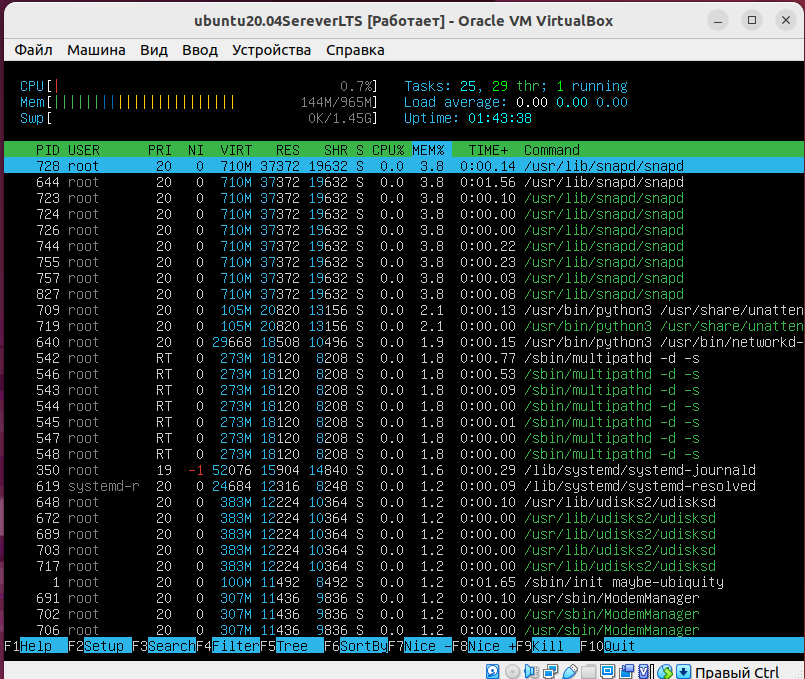 ubuntu20.04SereverLTS [Работает] - Oracle VM VirtualBox
Файл Машина Вид Ввод Устройства Справка
CPU[| 0.7%] Tasks: 25, 29 thr; 1 running
Mem[||||||||||||||||||||||| 144M/965M] Load average: 0.00 0.00 0.00
Swp[ 0K/1.45G] Uptime: 01:43:38
PID USER PRI NI VIRT RES SHR S CPU% MEM% TIME+ Command
728 root 20 0 710M 37372 19632 S 0.0 3.8 0:00.14 /usr/lib/snapd/snapd
644 root 20 0 710M 37372 19632 S 0.0 3.8 0:01.56 /usr/lib/snapd/snapd
723 root 20 0 710M 37372 19632 S 0.0 3.8 0:00.10 /usr/lib/snapd/snapd
724 root 20 0 710M 37372 19632 S 0.0 3.8 0:00.00 /usr/lib/snapd/snapd
726 root 20 0 710M 37372 19632 S 0.0 3.8 0:00.00 /usr/lib/snapd/snapd
744 root 20 0 710M 37372 19632 S 0.0 3.8 0:00.22 /usr/lib/snapd/snapd
755 root 20 0 710M 37372 19632 S 0.0 3.8 0:00.23 /usr/lib/snapd/snapd
757 root 20 0 710M 37372 19632 S 0.0 3.8 0:00.03 /usr/lib/snapd/snapd
827 root 20 0 710M 37372 19632 S 0.0 3.8 0:00.08 /usr/lib/snapd/snapd
709 root 20 0 105M 20820 13156 S 0.0 2.1 0:00.13 /usr/bin/python3 /usr/share/unatten
719 root 20 0 105M 20820 13156 S 0.0 2.1 0:00.00 /usr/bin/python3 /usr/share/unatten
640 root 20 0 29668 18508 10496 S 0.0 1.9 0:00.15 /usr/bin/python3 /usr/bin/networkd-
542 root RT 0 273M 18120 8208 S 0.0 1.8 0:00.77 /sbin/multipathd -d -s
546 root RT 0 273M 18120 8208 S 0.0 1.8 0:00.53 /sbin/multipathd -d -s
543 root RT 0 273M 18120 8208 S 0.0 1.8 0:00.09 /sbin/multipathd -d -s
544 root RT 0 273M 18120 8208 S 0.0 1.8 0:00.00 /sbin/multipathd -d -s
545 root RT 0 273M 18120 8208 S 0.0 1.8 0:00.01 /sbin/multipathd -d -s
547 root RT 0 273M 18120 8208 S 0.0 1.8 0:00.00 /sbin/multipathd -d -s
548 root RT 0 273M 18120 8208 S 0.0 1.8 0:00.00 /sbin/multipathd -d -s
350 root 19 -1 52076 15904 14840 S 0.0 1.6 0:00.29 /lib/systemd/systemd-journald
619 systemd-r 20 0 24684 12316 8248 S 0.0 1.2 0:00.09 /lib/systemd/systemd-resolved
648 root 20 0 383M 12224 10364 S 0.0 1.2 0:00.10 /usr/lib/udisks2/udisksd
672 root 20 0 383M 12224 10364 S 0.0 1.2 0:00.00 /usr/lib/udisks2/udisksd
689 root 20 0 383M 12224 10364 S 0.0 1.2 0:00.00 /usr/lib/udisks2/udisksd
703 root 20 0 383M 12224 10364 S 0.0 1.2 0:00.00 /usr/lib/udisks2/udisksd
717 root 20 0 383M 12224 10364 S 0.0 1.2 0:00.00 /usr/lib/udisks2/udisksd
1 root 20 0 100M 11492 8492 S 0.0 1.2 0:01.65 /sbin/init maybe-ubiquity
691 root 20 0 307M 11436 9836 S 0.0 1.2 0:00.10 /usr/sbin/ModemManager
702 root 20 0 307M 11436 9836 S 0.0 1.2 0:00.00 /usr/sbin/ModemManager
706 root 20 0 307M 11436 9836 S 0.0 1.2 0:00.00 /usr/sbin/ModemManager
F1Help F2Setup F3SearchF4FilterF5Tree F6SortByF7Nice -F8Nice +F9Kill F10Quit
Правый Ctrl